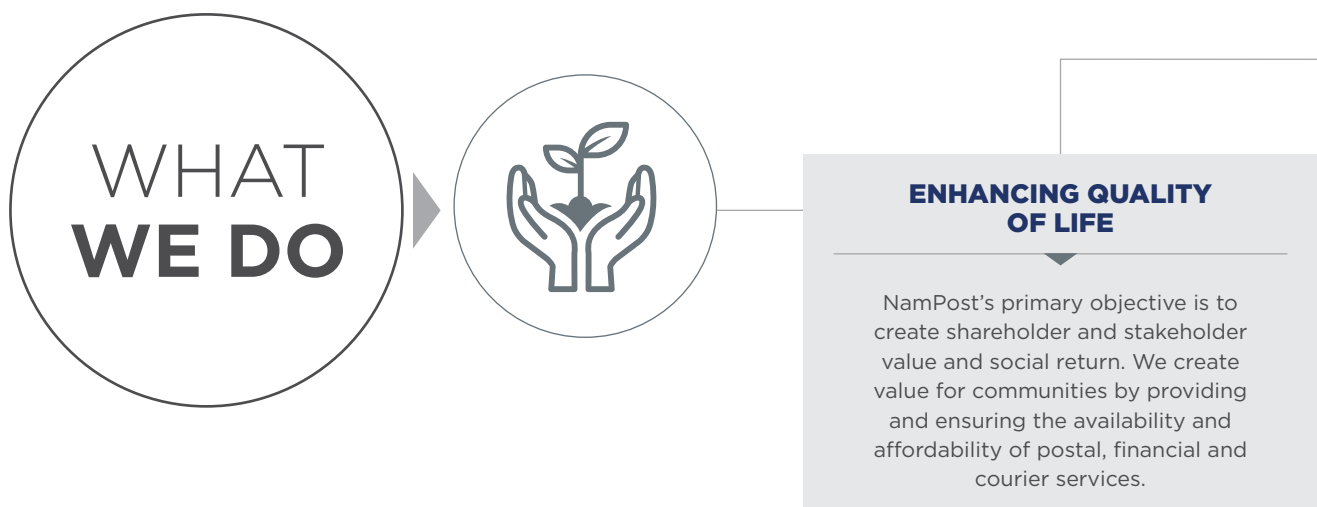 WHAT
WE DO
ENHANCING QUALITY
OF LIFE
NamPost’s primary objective is to
create shareholder and stakeholder
value and social return. We create
value for communities by providing
and ensuring the availability and
affordability of postal, financial and
courier services.